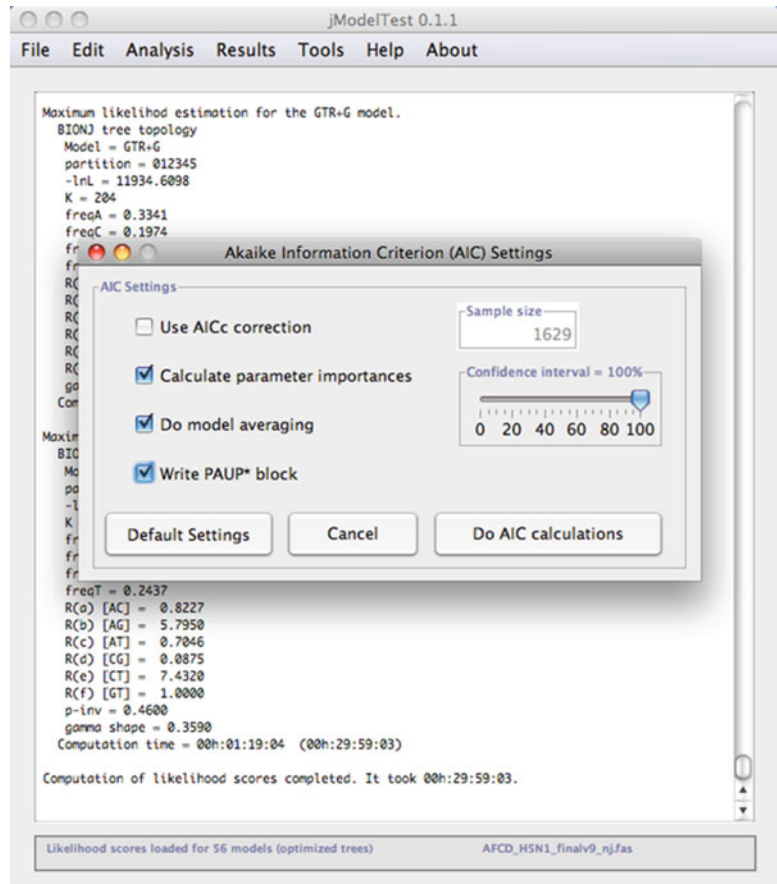 jModelTest 0.1.1
File Edit Analysis Results Tools Help About
Maximum likelihod estimation for the GTR+G model.
BIONJ tree topology
Model = GTR+G
partition = 012345
-lnL = 11934.6098
K = 204
freqA = 0.3341
freqC = 0.1974
Akaike Information Criterion (AIC) Settings
AIC Settings
Use AICc correction
Sample size
1629
Calculate parameter importances
Confidence interval = 100%
0 20 40 60 80 100
Do model averaging
Write PAUP* block
Default Settings Cancel Do AIC calculations
freqT = 0.2437
R(a) [AC] = 0.8227
R(b) [AG] = 5.7950
R(c) [AT] = 0.7046
R(d) [CG] = 0.0875
R(e) [CT] = 7.4320
R(f) [GT] = 1.0000
p-inv = 0.4600
gamma shape = 0.3590
Computation time = 00h:01:19:04 (00h:29:59:03)
Computation of likelihood scores completed. It took 00h:29:59:03.
Likelihood scores loaded for 56 models (optimized trees) AFCD_H5N1_finalv9_nj.fas